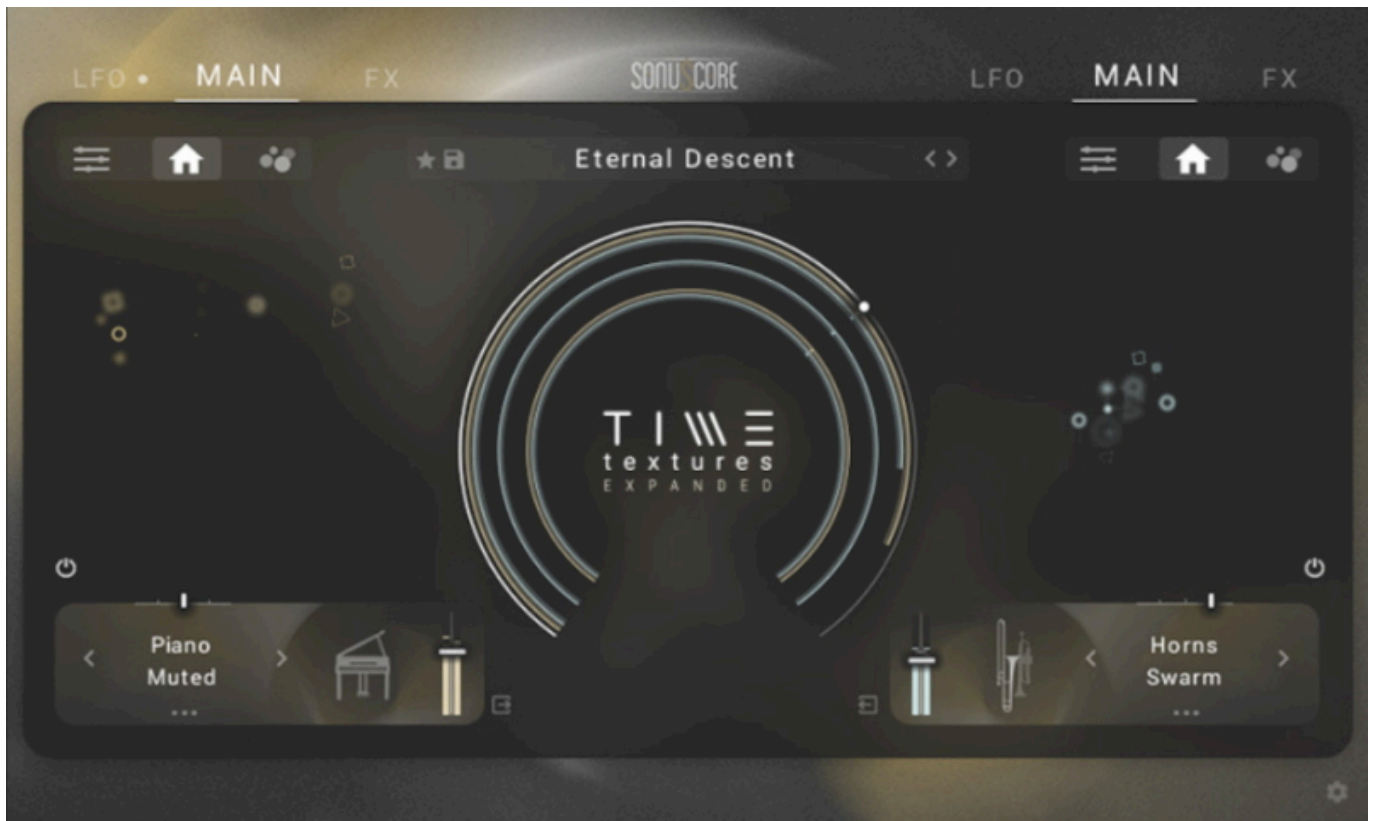 LFO MAIN FX SONUSCORE LFO MAIN FX
Eternal Descent
TIME
textures
EXPANDED
Piano
Muted
Horns
Swarm